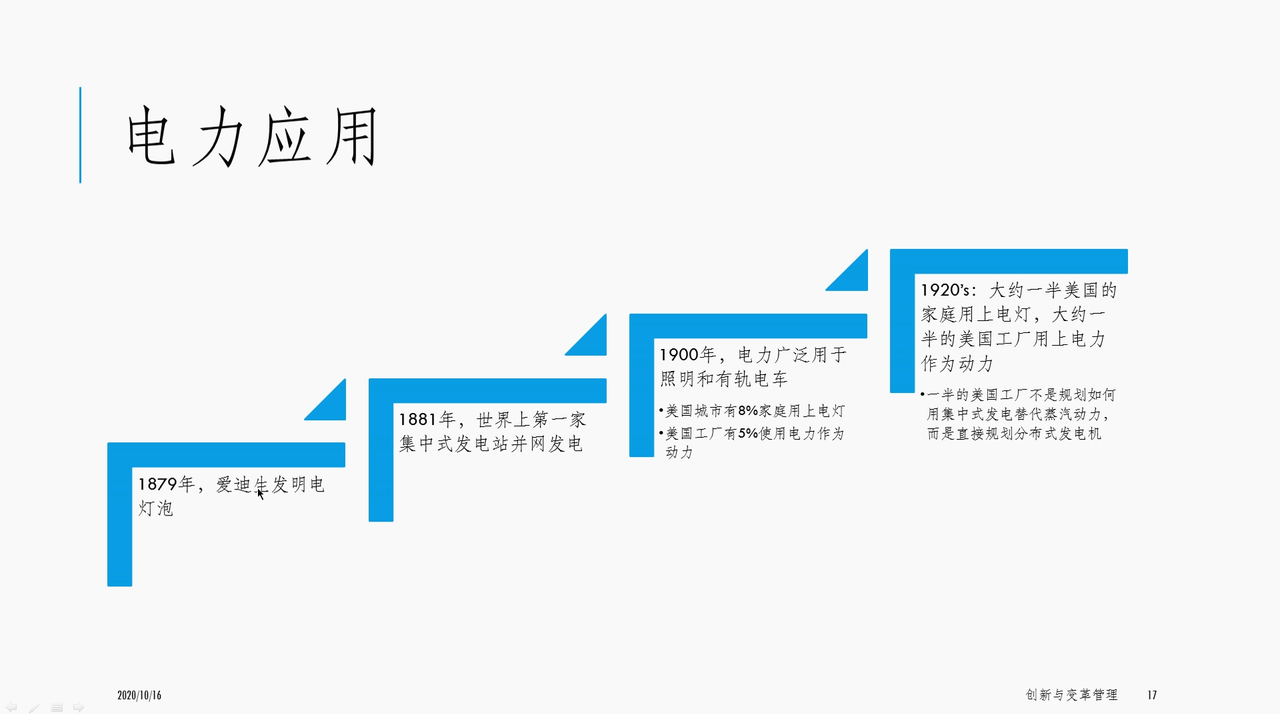 电力应用
1879年，爱迪生发明电
灯泡
1881年，世界上第一家
集中式发电站并网发电
1900年，电力广泛用于
照明和有轨电车
•美国城市有8%家庭用上电灯
•美国工厂有5%使用电力作为
动力
1920's：大约一半美国的
家庭用上电灯，大约一
半的美国工厂用上电力
作为动力
•一半的美国工厂不是规划如何
用集中式发电替代蒸汽动力，
而是直接规划分布式发电机
2020/10/16
创新与变革管理
17